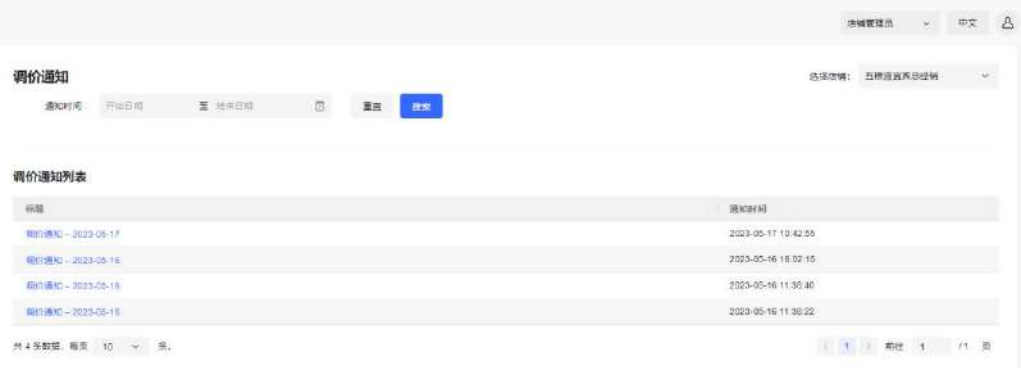 店铺管理员 中文
调价通知 选择店铺:
通知时间: 开始日期 至 结束日期 重置 搜索
调价通知列表
标题 通知时间
调价通知 - 2023-05-17 2023-05-17 10:42:55
调价通知 - 2023-05-16 2023-05-16 18:02:15
调价通知 - 2023-05-16 2023-05-16 11:38:40
调价通知 - 2023-05-16 2023-05-16 11:38:22
共 4 条数据, 每页 10 条。 1 前往 1 /1 页